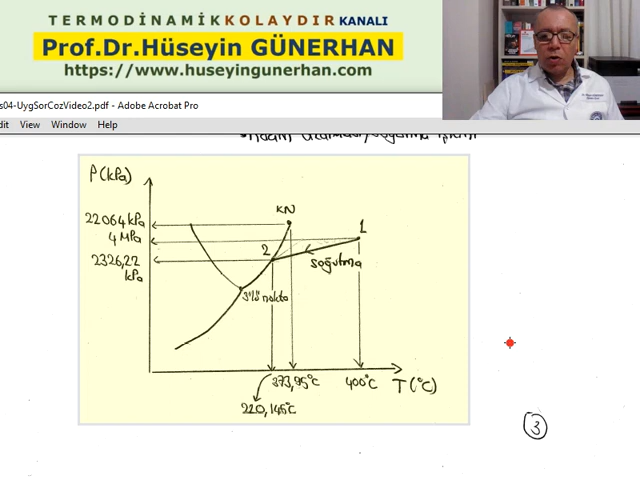 TERMODİNAMİKKOLAYDIR KANALI
Prof.Dr.Hüseyin GÜNERHAN
https://www.huseyingunerhan.com
s04-UygSorCozVideo2.pdf - Adobe Acrobat Pro
dit View Window Help
P(kPa)
22064 kPa
KN
1
4 MPa
2
2326,22
kPa
soğutma
3'lü nokta
373,95°C
400°C
T(°C)
220,145°C
3